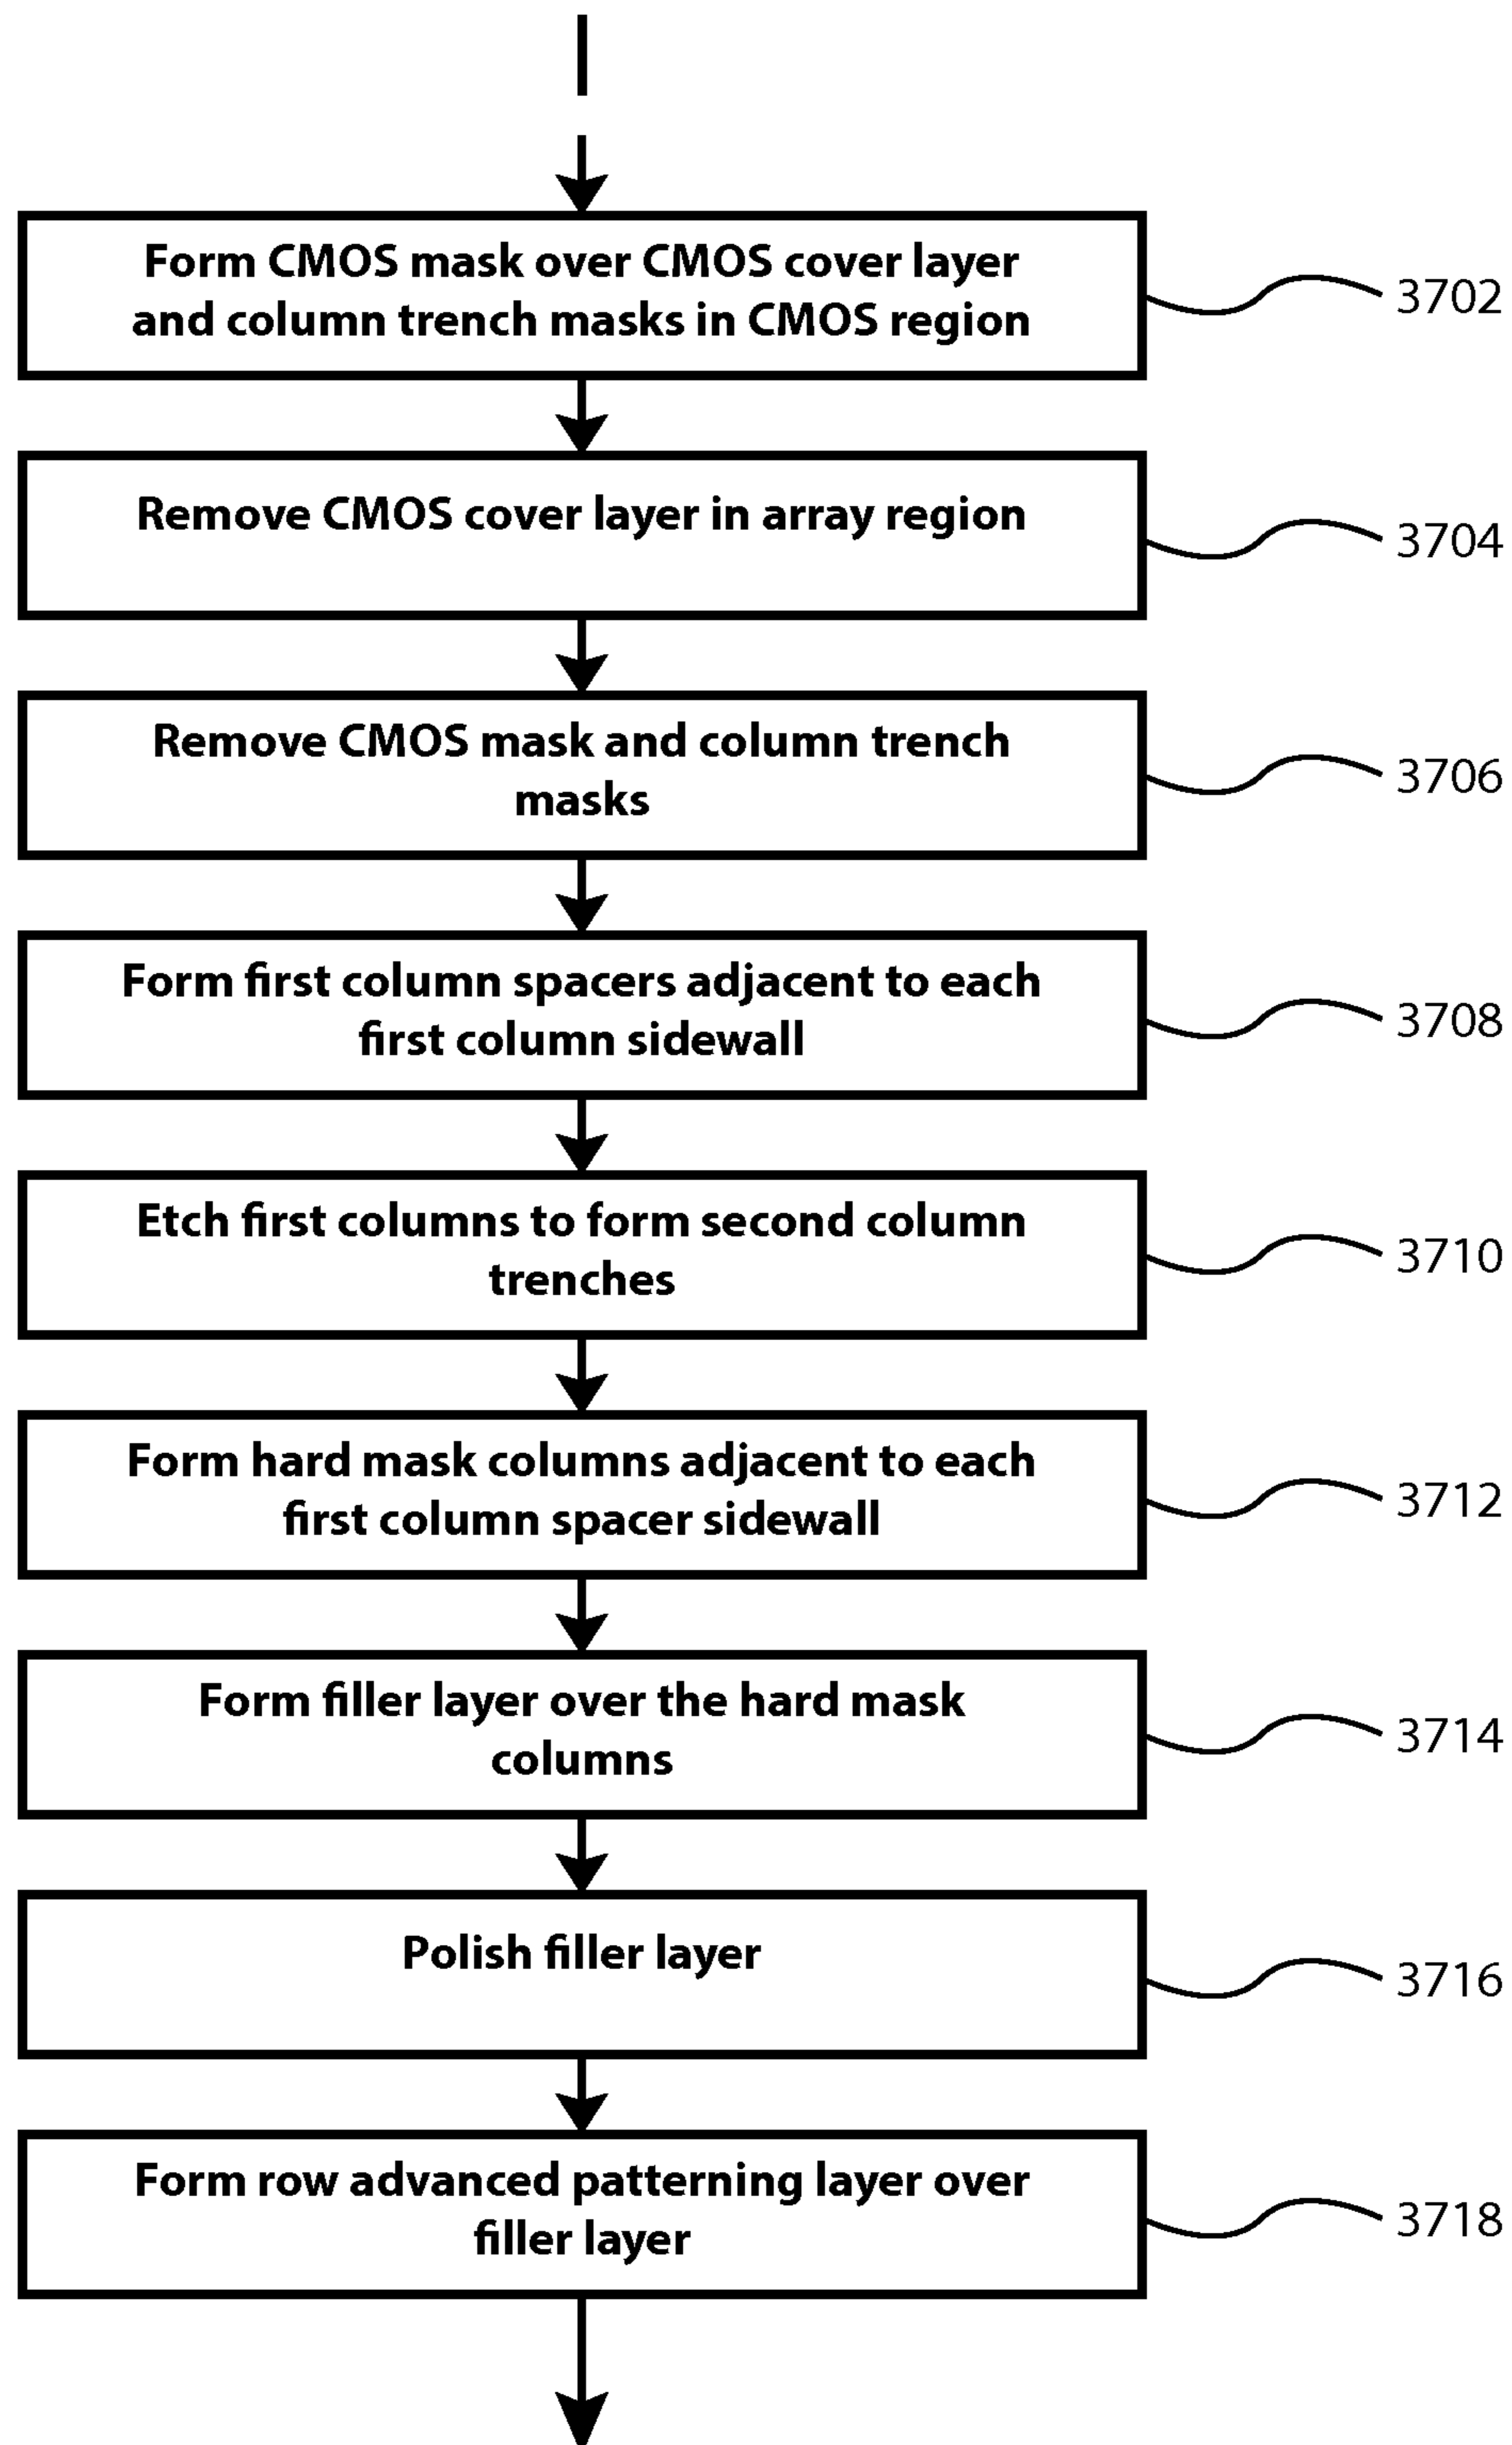 Form CMOS mask over CMOS cover layer
and column trench masks in CMOS region
3702
Remove CMOS cover layer in array region
3704
Remove CMOS mask and column trench
masks
3706
Form first column spacers adjacent to each
first column sidewall
3708
Etch first columns to form second column
trenches
3710
Form hard mask columns adjacent to each
first column spacer sidewall
3712
Form filler layer over the hard mask
columns
3714
Polish filler layer
3716
Form row advanced patterning layer over
filler layer
3718